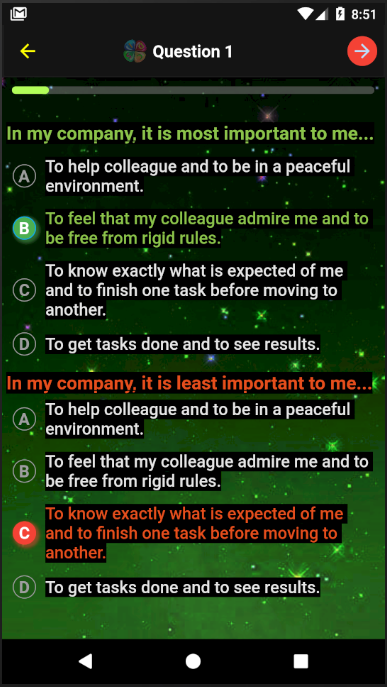 8:51
Question 1
In my company, it is most important to me...
A To help colleague and to be in a peaceful
environment.
B To feel that my colleague admire me and to
be free from rigid rules.
C To know exactly what is expected of me
and to finish one task before moving to
another.
D To get tasks done and to see results.
In my company, it is least important to me...
A To help colleague and to be in a peaceful
environment.
B To feel that my colleague admire me and to
be free from rigid rules.
C To know exactly what is expected of me
and to finish one task before moving to
another.
D To get tasks done and to see results.